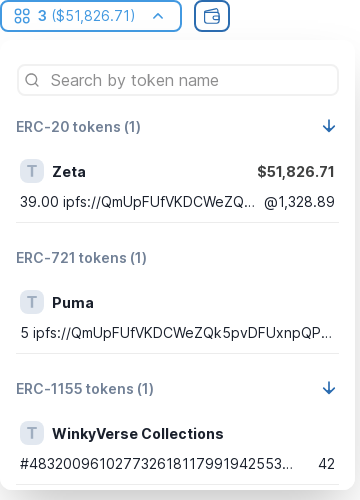 3 ($51,826.71)
Search by token name
ERC-20 tokens (1)
T Zeta $51,826.71
39.00 ipfs://QmUpFUfVKDCWeZQ... @1,328.89
ERC-721 tokens (1)
T Puma
5 ipfs://QmUpFUfVKDCWeZQk5pvDFUxnpQP...
ERC-1155 tokens (1)
T WinkyVerse Collections
#48320096102773261811799194255​3... 42